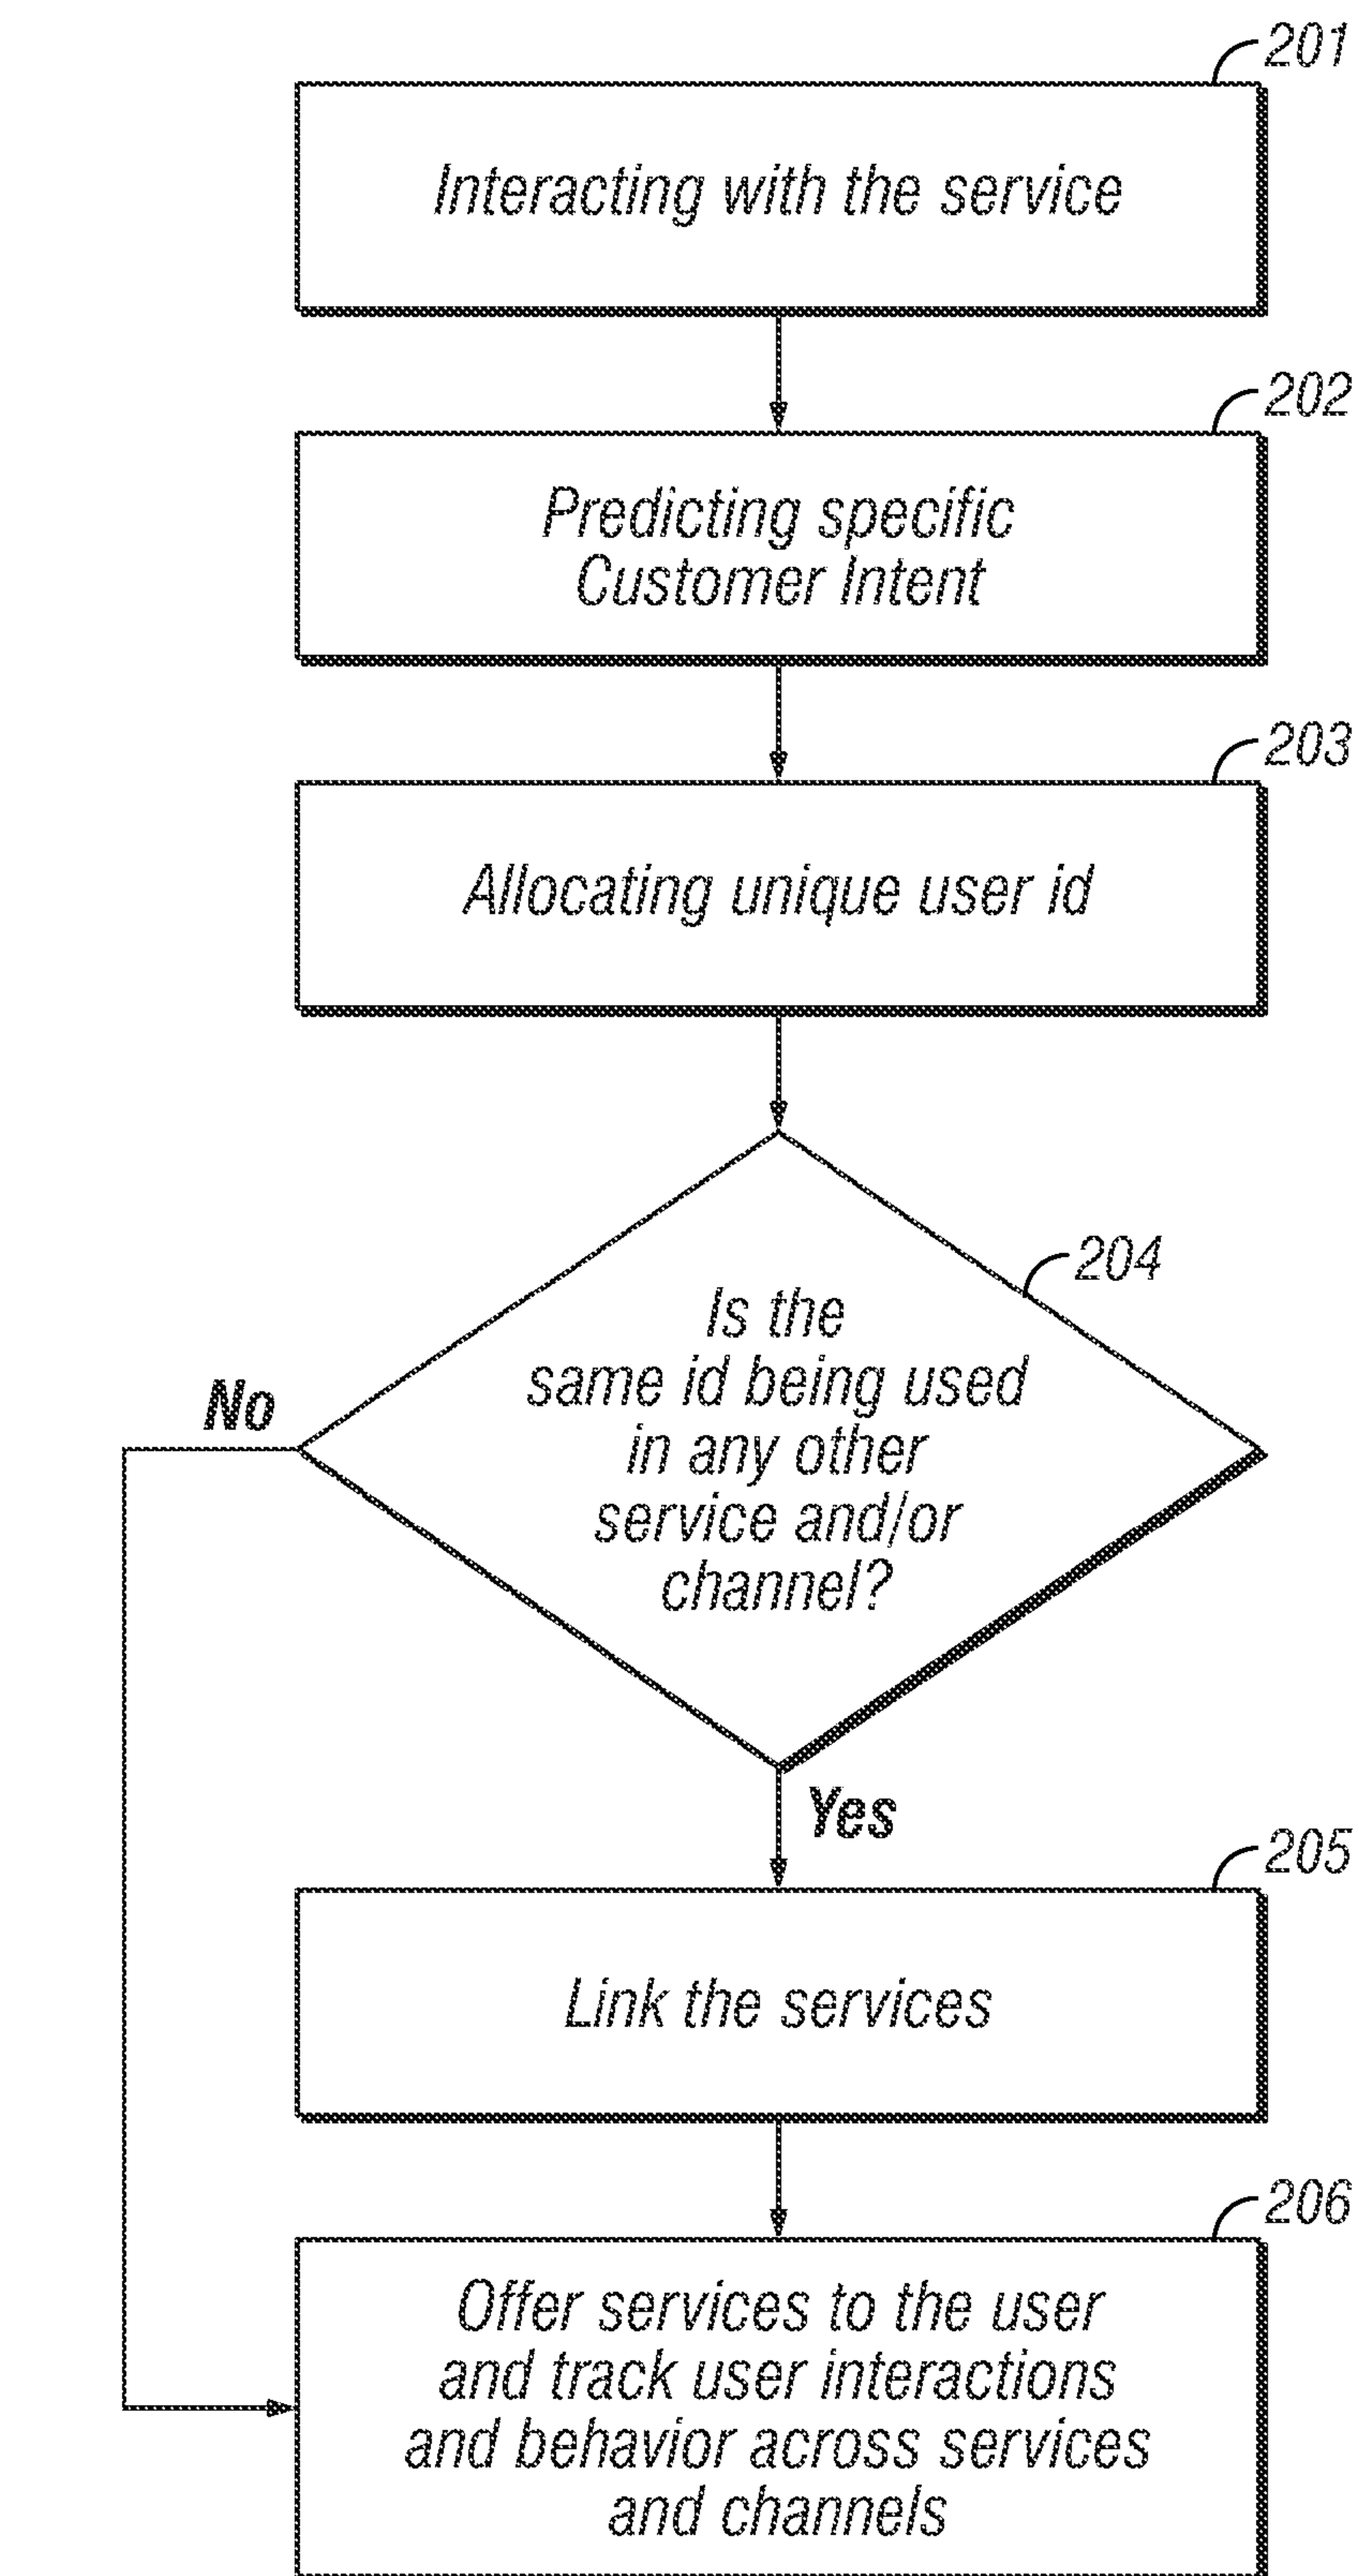 201
Interacting with the service
202
Predicting specific
Customer Intent
203
Allocating unique user id
204
Is the
same id being used
in any other
service and/or
channel?
No
Yes
205
Link the services
206
Offer services to the user
and track user interactions
and behavior across services
and channels